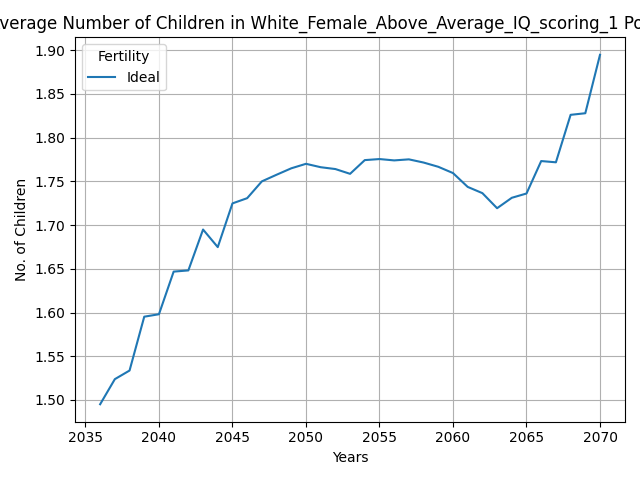 verage Number of Children in White_Female_Above_Average_IQ_scoring_1 Po
Fertility
Ideal
1.90
1.85
1.80
1.75
1.70
1.65
1.60
1.55
1.50
No. of Children
2035 2040 2045 2050 2055 2060 2065 2070
Years